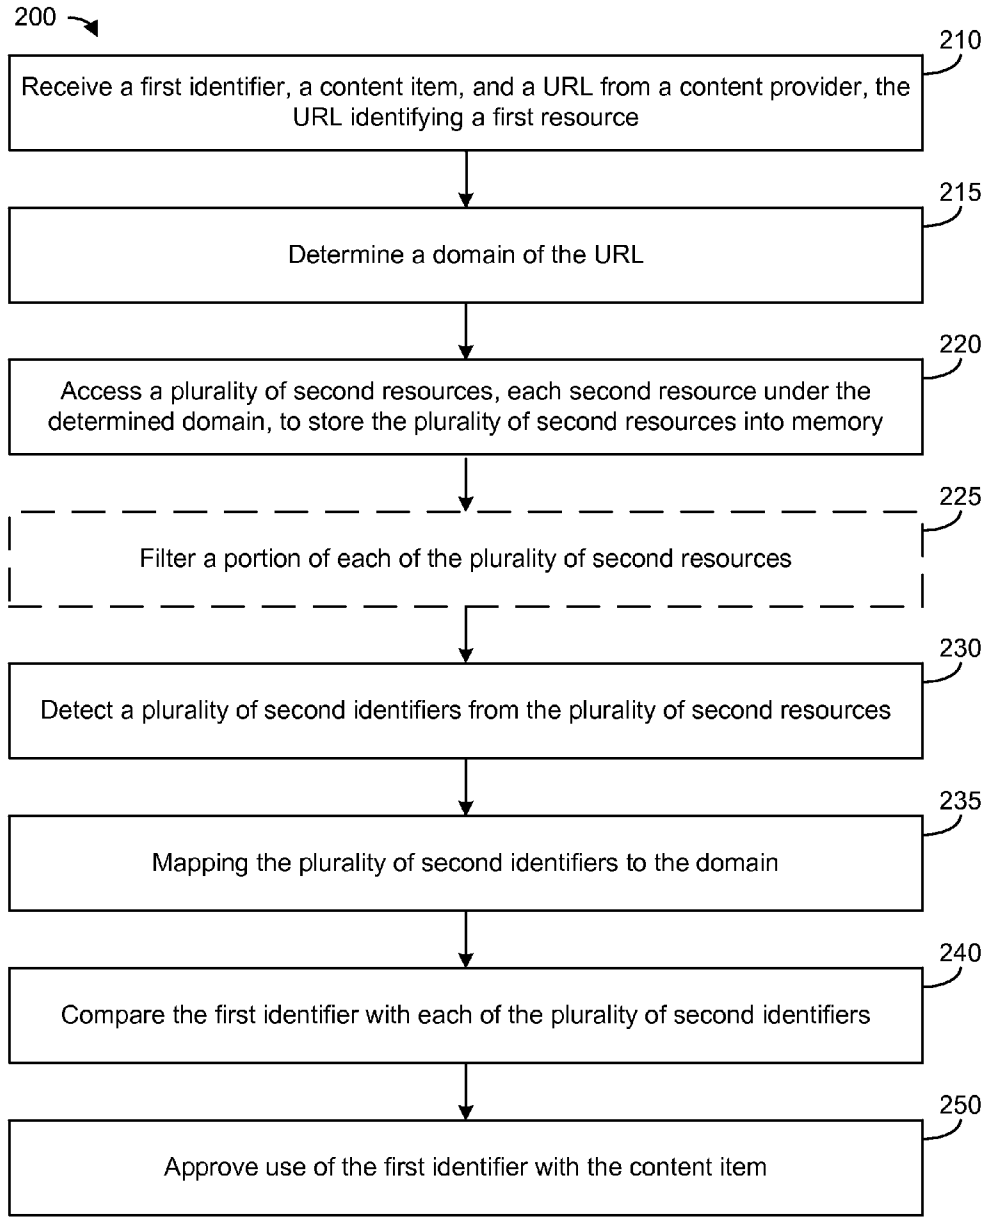 200
210
Receive a first identifier, a content item, and a URL from a content provider, the
URL identifying a first resource
215
Determine a domain of the URL
220
Access a plurality of second resources, each second resource under the
determined domain, to store the plurality of second resources into memory
225
Filter a portion of each of the plurality of second resources
230
Detect a plurality of second identifiers from the plurality of second resources
235
Mapping the plurality of second identifiers to the domain
240
Compare the first identifier with each of the plurality of second identifiers
250
Approve use of the first identifier with the content item